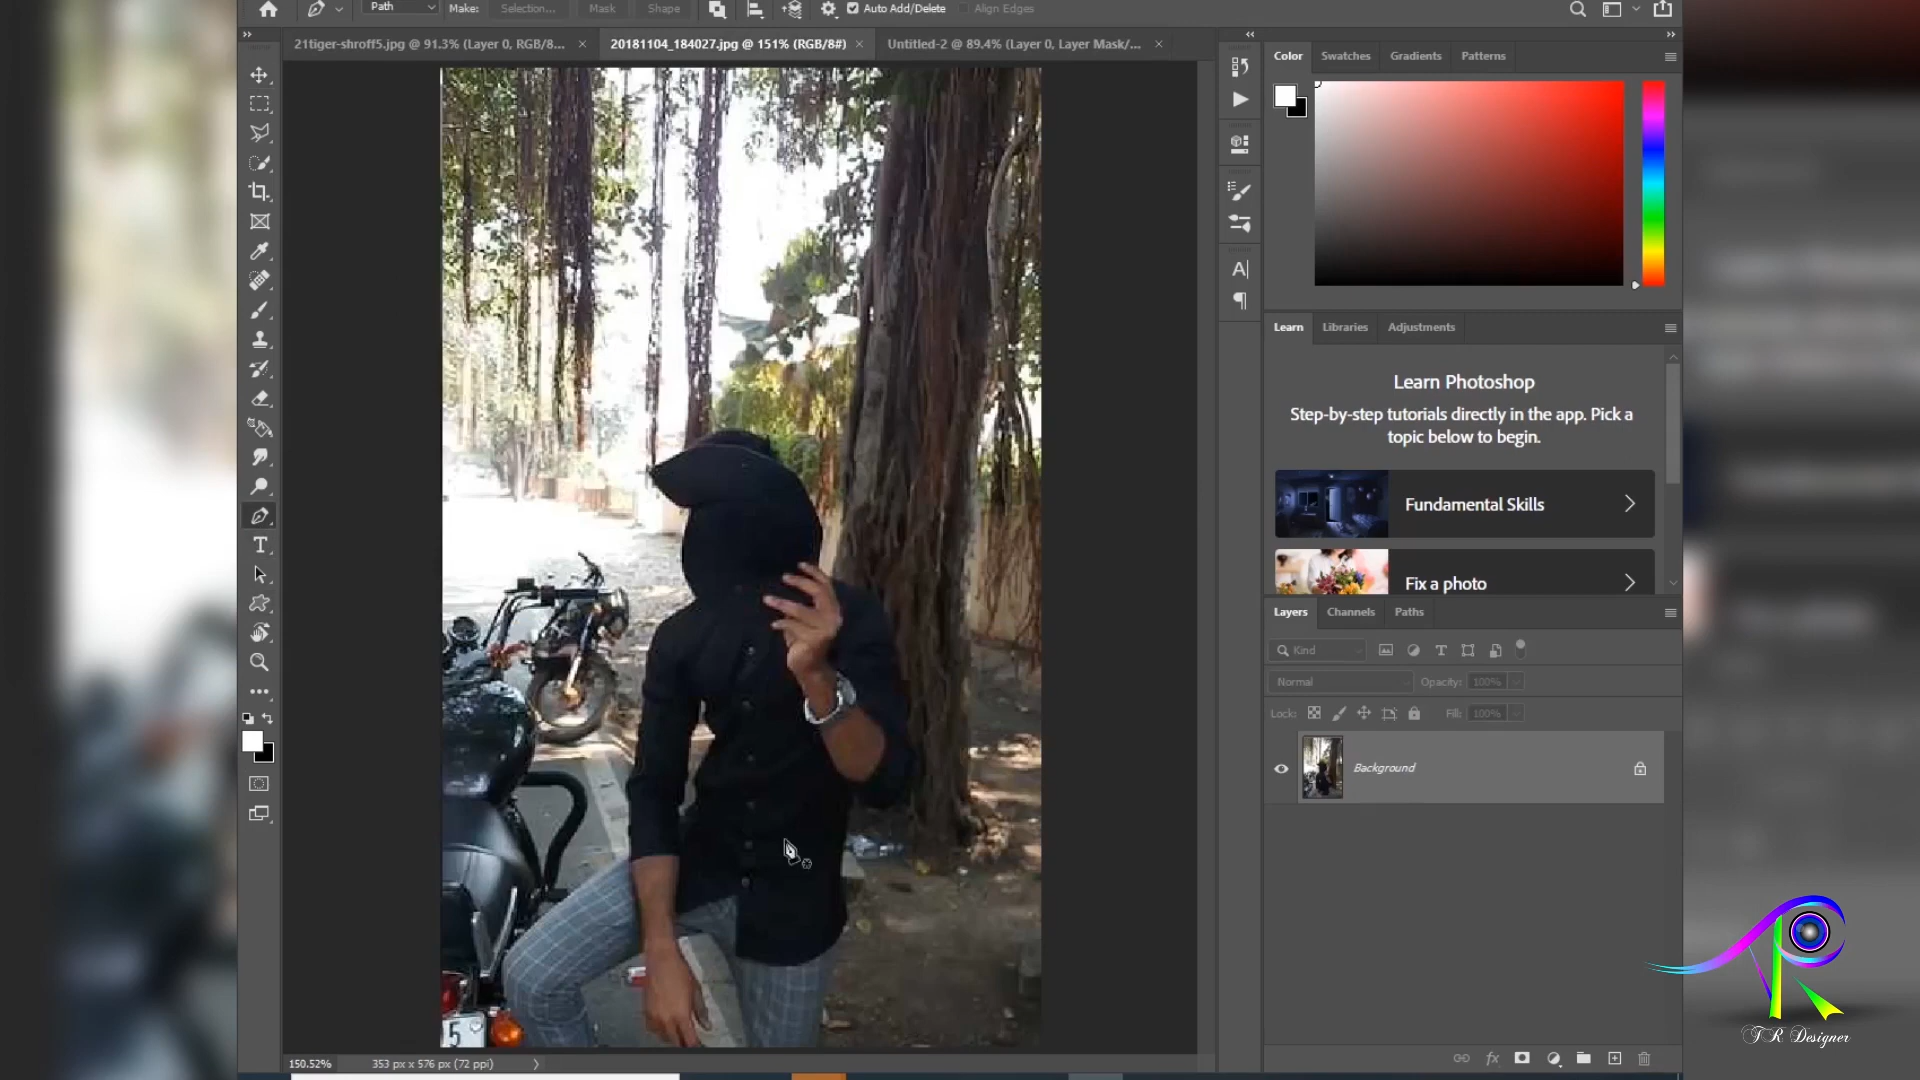 Path
Make:
Selection...
Mask
Shape
Auto Add/Delete
Align Edges
21tiger-shroff5.jpg @ 91.3% (Layer 0, RGB/8...
20181104_184027.jpg @ 151% (RGB/8#)
Untitled-2 @ 89.4% (Layer 0, Layer Mask/...
Color
Swatches
Gradients
Patterns
Learn
Libraries
Adjustments
Learn Photoshop
Step-by-step tutorials directly in the app. Pick a
topic below to begin.
Fundamental Skills
Fix a photo
Layers
Channels
Paths
Kind
Normal
Opacity: 100%
Lock:
Fill: 100%
Background
5
150.52%
353 px x 576 px (72 ppi)
TR Designer